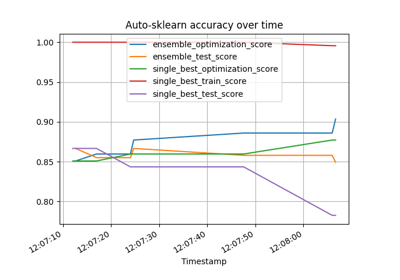 Auto-sklearn accuracy over time
1.00
0.95
0.90
0.85
0.80
ensemble_optimization_score
ensemble_test_score
single_best_optimization_score
single_best_train_score
single_best_test_score
12:07:10
12:07:20
12:07:30
12:07:40
12:07:50
12:08:00
Timestamp